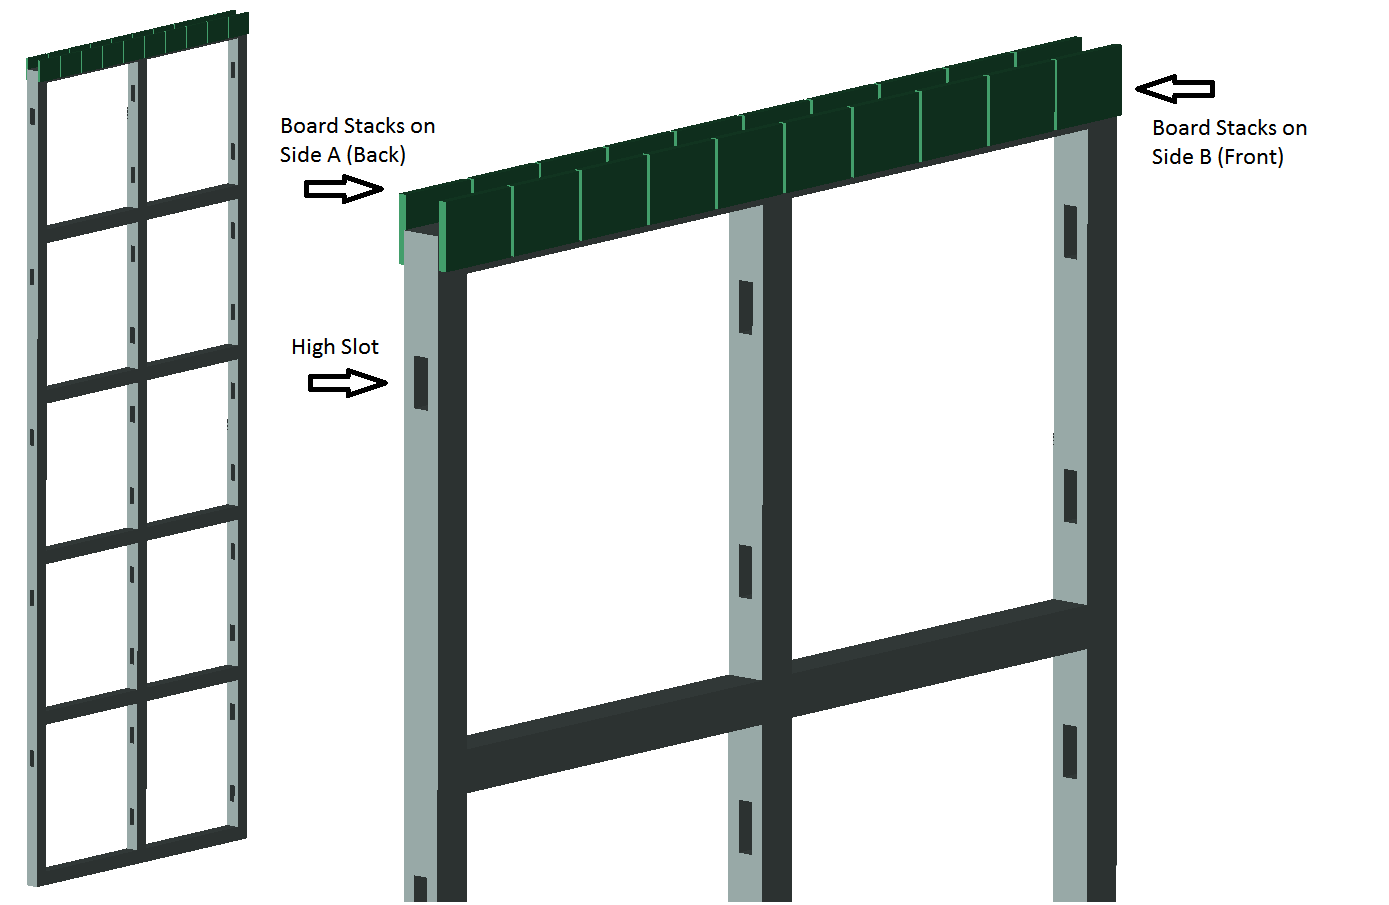 Board Stacks on
Side A (Back)
Board Stacks on
Side B (Front)
High Slot